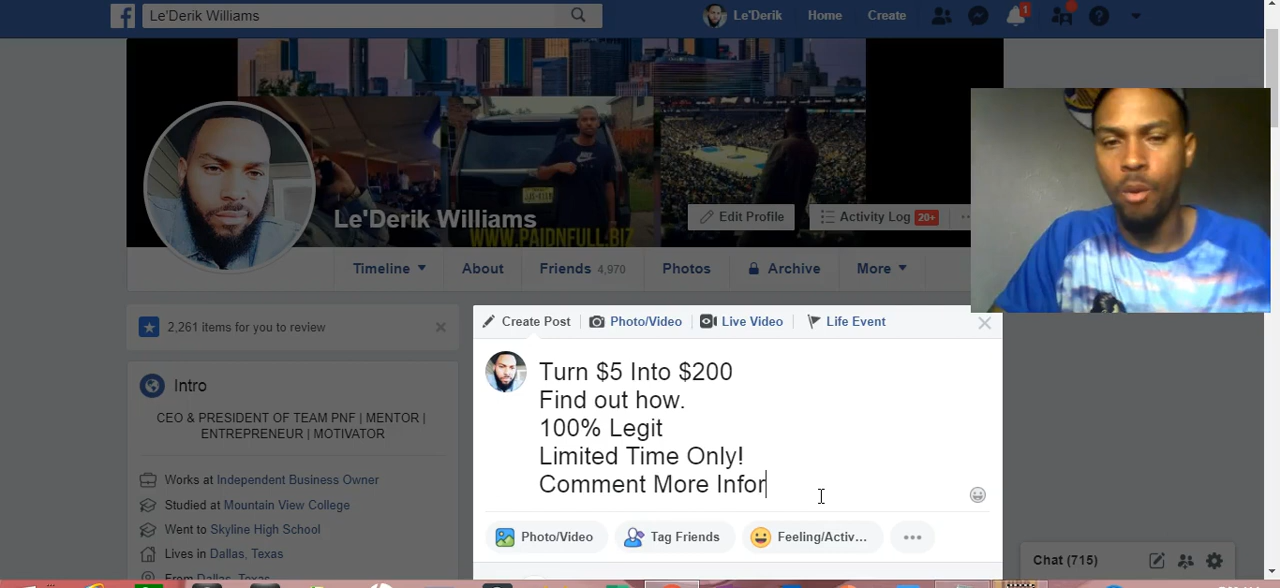 Le'Derik Williams
Le'Derik
Home
Create
1
Le'Derik Williams
Edit Profile
Activity Log 20+
WWW.PAIDNFULL.BIZ
Timeline
About
Friends 4,970
Photos
Archive
More
2,261 items for you to review
Intro
CEO & PRESIDENT OF TEAM PNF | MENTOR |
ENTREPRENEUR | MOTIVATOR
Works at Independent Business Owner
Studied at Mountain View College
Went to Skyline High School
Lives in Dallas, Texas
From Dallas, Texas
Create Post
Photo/Video
Live Video
Life Event
Turn $5 Into $200
Find out how.
100% Legit
Limited Time Only!
Comment More Infor
Photo/Video
Tag Friends
Feeling/Activ...
Chat (715)